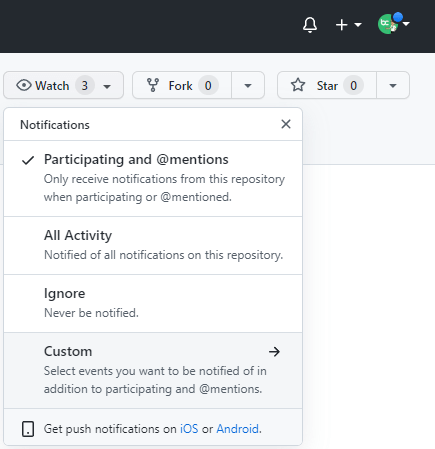 Watch 3 Fork 0 Star 0
Notifications
Participating and @mentions
Only receive notifications from this repository
when participating or @mentioned.
All Activity
Notified of all notifications on this repository.
Ignore
Never be notified.
Custom
Select events you want to be notified of in
addition to participating and @mentions.
Get push notifications on iOS or Android.